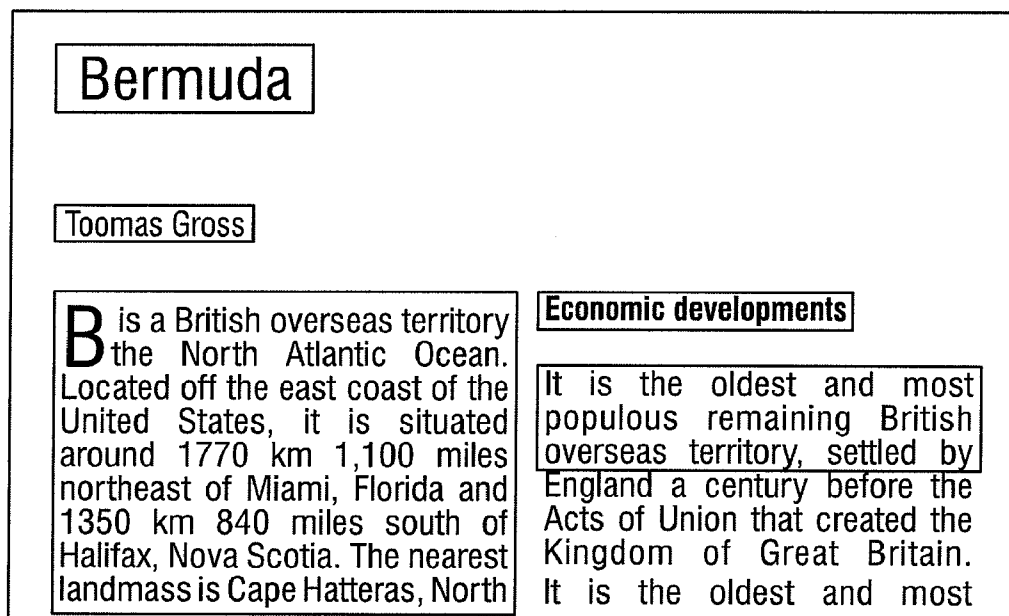 Bermuda
Toomas Gross
B is a British overseas territory
the North Atlantic Ocean.
Located off the east coast of the
United States, it is situated
around 1770 km 1,100 miles
northeast of Miami, Florida and
1350 km 840 miles south of
Halifax, Nova Scotia. The nearest
landmass is Cape Hatteras, North
Economic developments
It is the oldest and most
populous remaining British
overseas territory, settled by
England a century before the
Acts of Union that created the
Kingdom of Great Britain.
It is the oldest and most